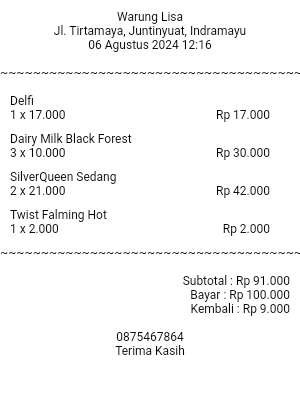 Warung Lisa
Jl. Tirtamaya, Juntinyuat, Indramayu
06 Agustus 2024 12:16
~~~~~~~~~~~~~~~~~~~~~~~~~~~~~~~~~~~~~
Delfi
1 x 17.000 Rp 17.000
Dairy Milk Black Forest
3 x 10.000 Rp 30.000
SilverQueen Sedang
2 x 21.000 Rp 42.000
Twist Falming Hot
1 x 2.000 Rp 2.000
~~~~~~~~~~~~~~~~~~~~~~~~~~~~~~~~~~~~~
Subtotal : Rp 91.000
Bayar : Rp 100.000
Kembali : Rp 9.000
0875467864
Terima Kasih